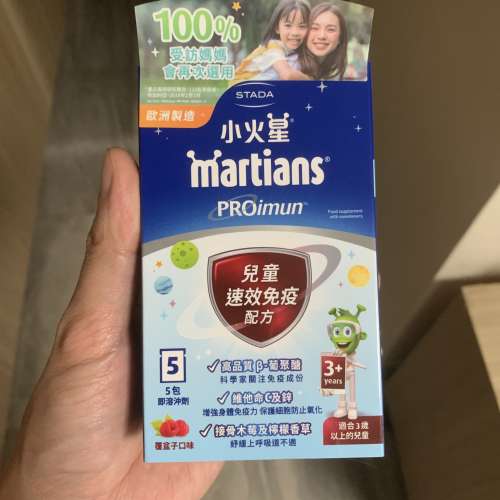 100%
受訪媽媽
會再次選用
STADA
歐洲製造
小火星®
martians®
PROimun™
Food supplement
with sweeteners
兒童
速效免疫
配方
5
5包
即溶沖劑
覆盆子口味
高品質 β-葡聚醣
科學家關注免疫成份
維他命C及鋅
增強身體免疫力 保護細胞防止氧化
接骨木莓及檸檬香草
舒緩上呼吸道不適
3+
years
適合3歲
以上的兒童